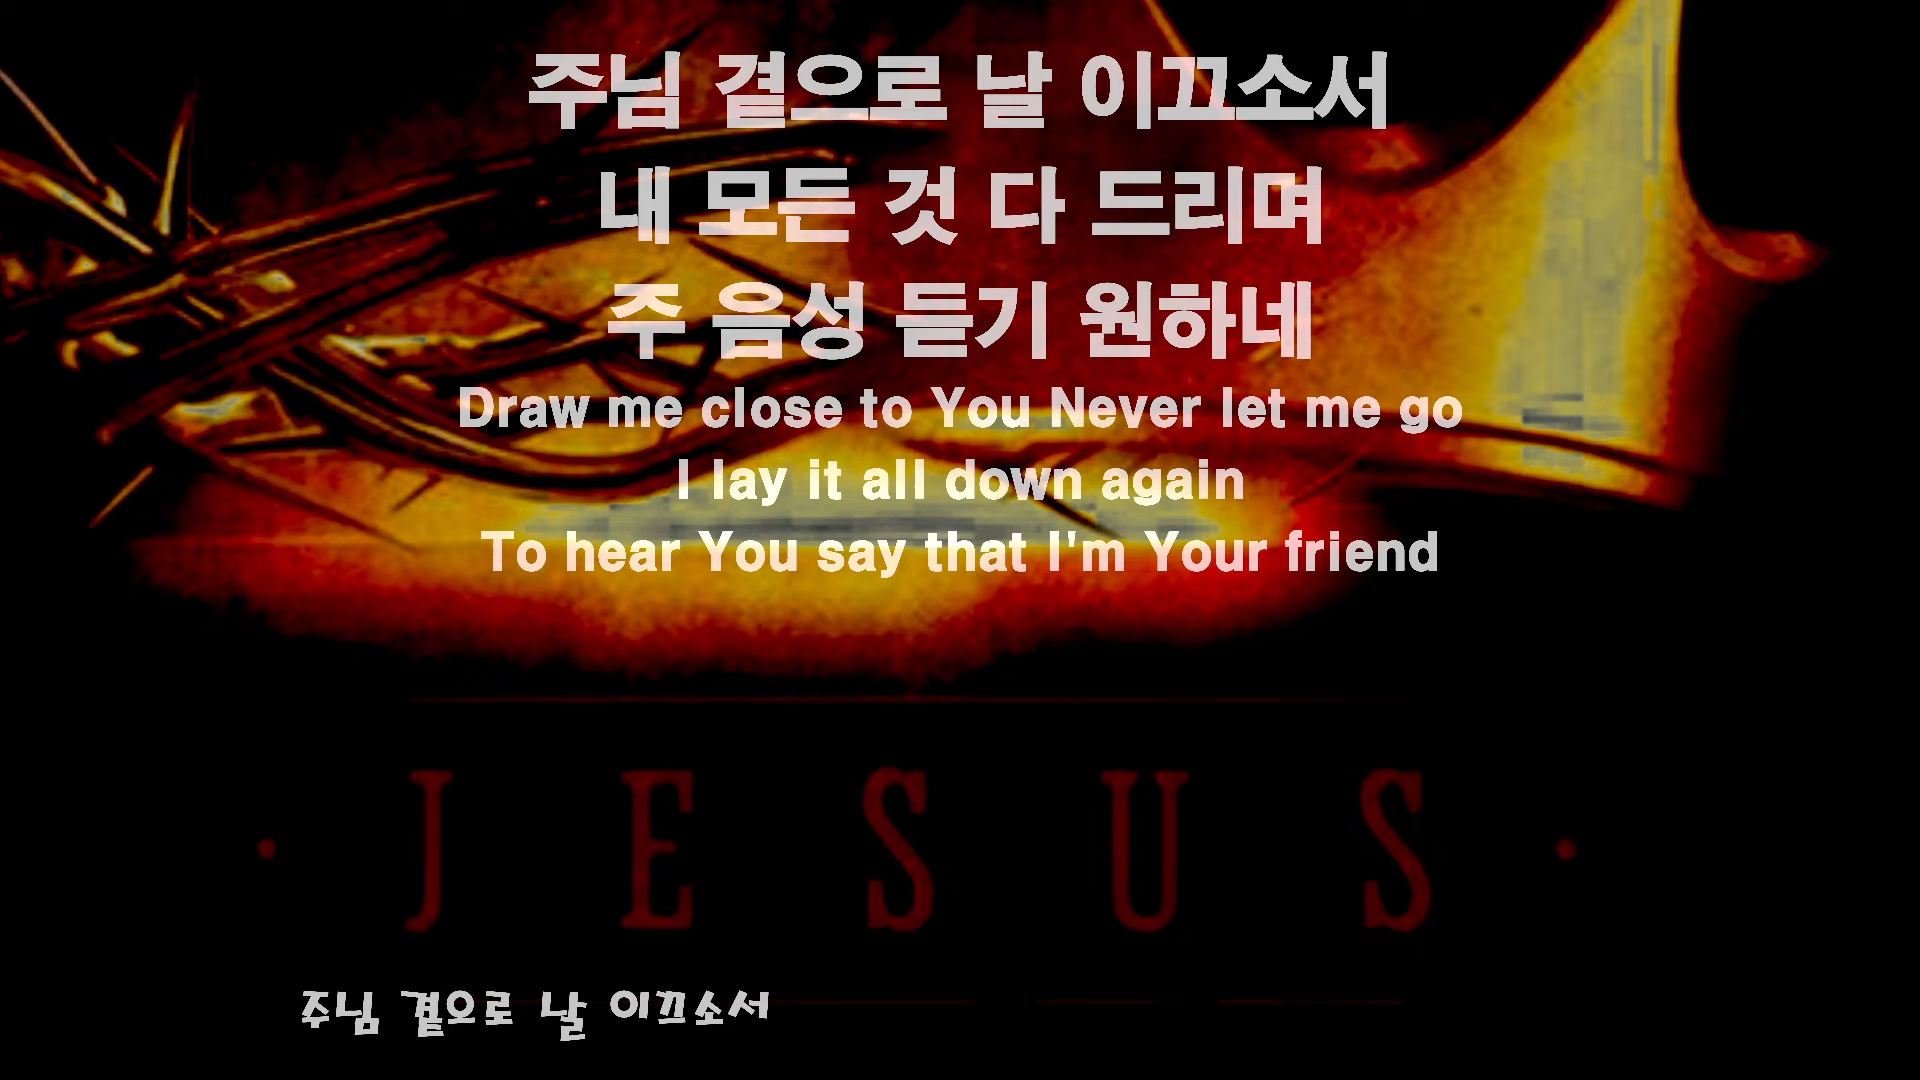 주님 곁으로 날 이끄소서
내 모든 것 다 드리며
주 음성 듣기 원하네
Draw me close to You Never let me go
I lay it all down again
To hear You say that I'm Your friend
· JESUS ·
주님 곁으로 날 이끄소서